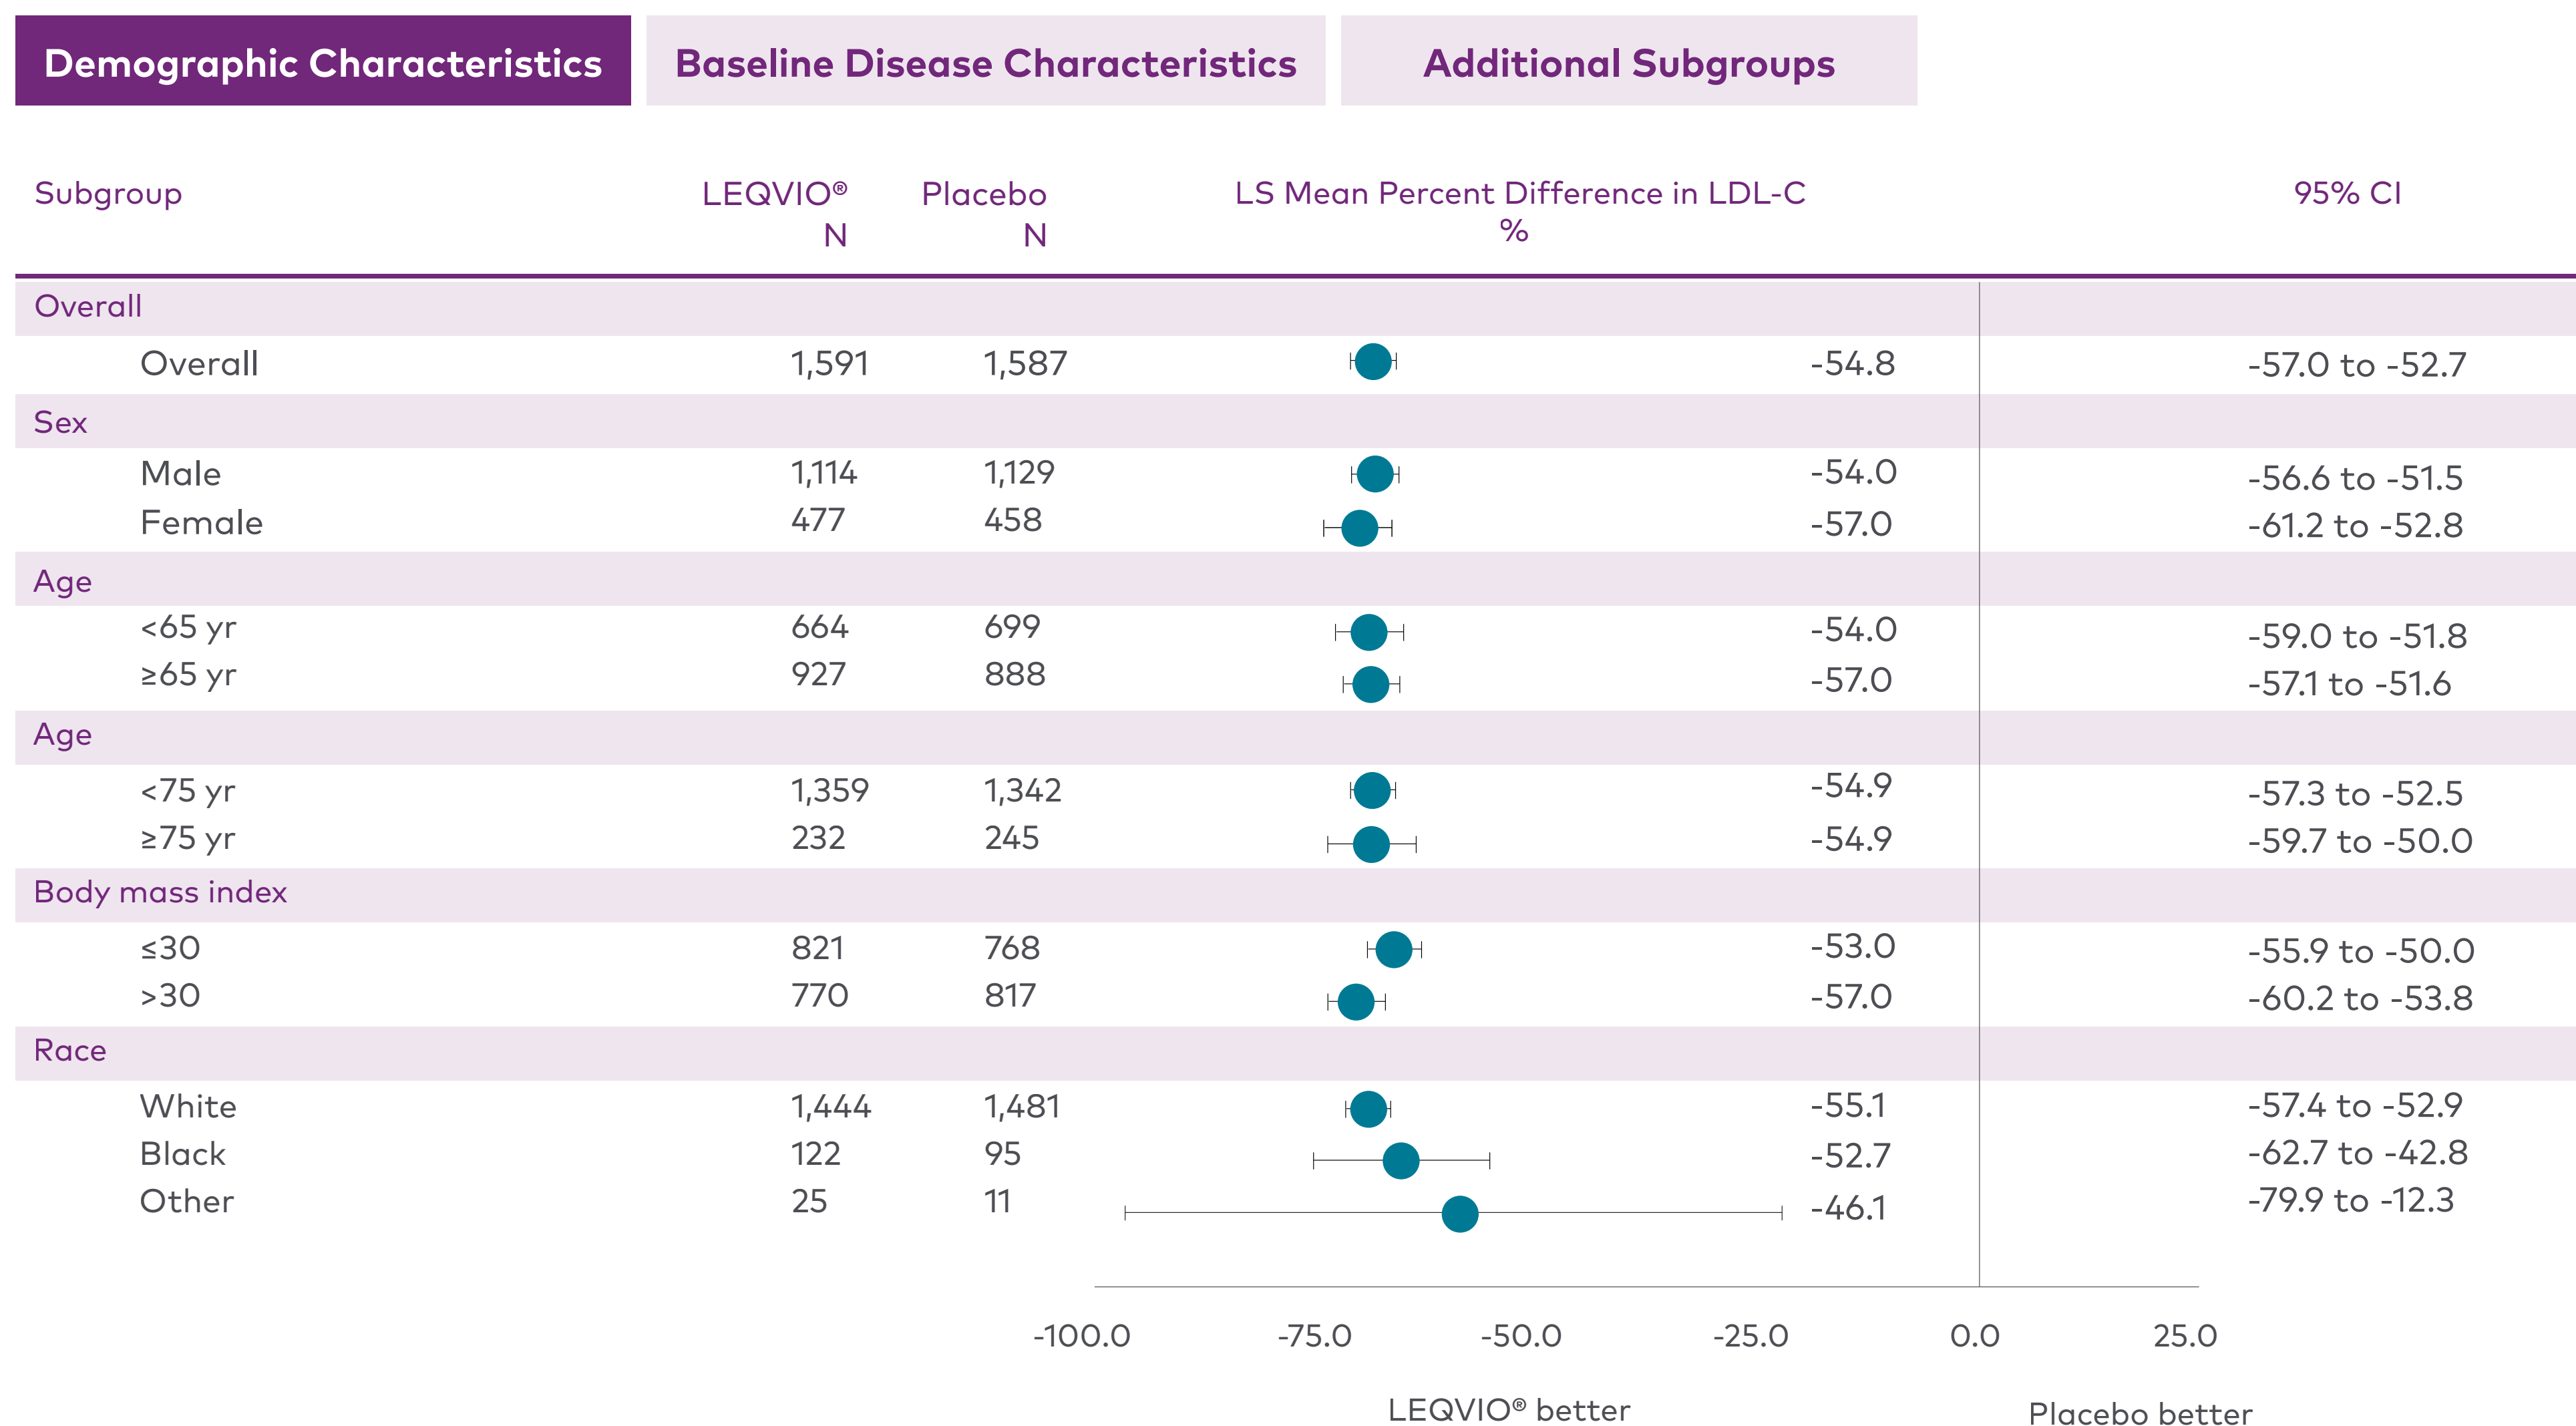 Demographic Characteristics Baseline Disease Characteristics Additional Subgroups
Subgroup LEQVIO® Placebo LS Mean Percent Difference in LDL-C 95% CI
N N %
Overall
Overall 1,591 1,587 -54.8 -57.0 to -52.7
Sex
Male 1,114 1,129 -54.0 -56.6 to -51.5
Female 477 458 -57.0 -61.2 to -52.8
Age
<65 yr 664 699 -54.0 -59.0 to -51.8
≥65 yr 927 888 -57.0 -57.1 to -51.6
Age
<75 yr 1,359 1,342 -54.9 -57.3 to -52.5
≥75 yr 232 245 -54.9 -59.7 to -50.0
Body mass index
≤30 821 768 -53.0 -55.9 to -50.0
>30 770 817 -57.0 -60.2 to -53.8
Race
White 1,444 1,481 -55.1 -57.4 to -52.9
Black 122 95 -52.7 -62.7 to -42.8
Other 25 11 -46.1 -79.9 to -12.3
-100.0 -75.0 -50.0 -25.0 0.0 25.0
LEQVIO® better Placebo better